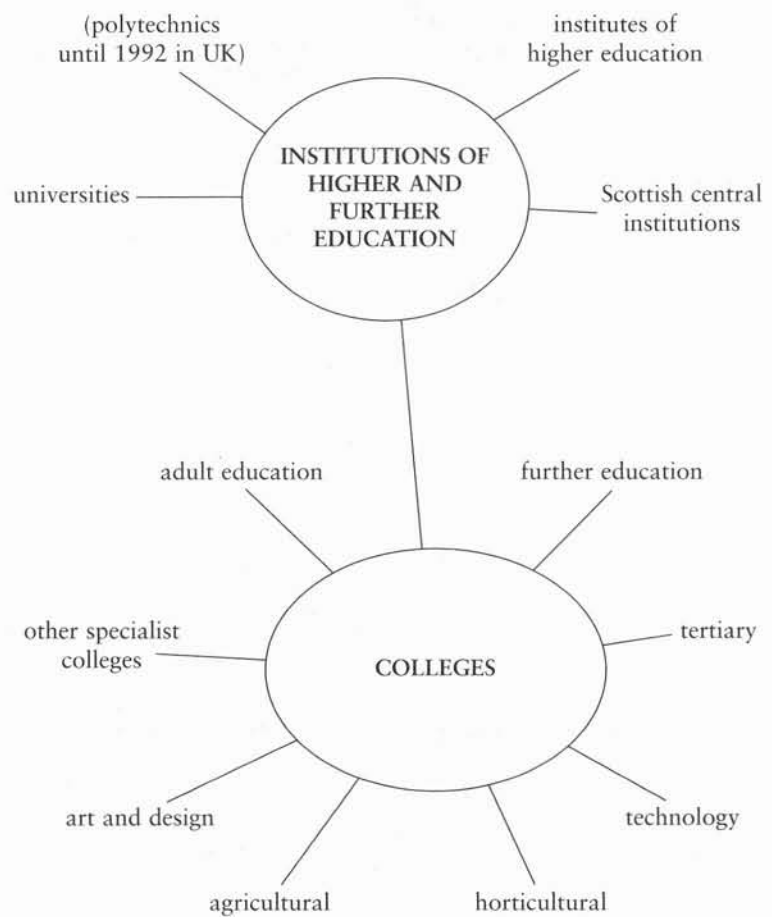 (polytechnics
until 1992 in UK)
institutes of
higher education
INSTITUTIONS OF
HIGHER AND
FURTHER
EDUCATION
universities
Scottish central
institutions
adult education
further education
other specialist
colleges
COLLEGES
tertiary
art and design
technology
agricultural
horticultural